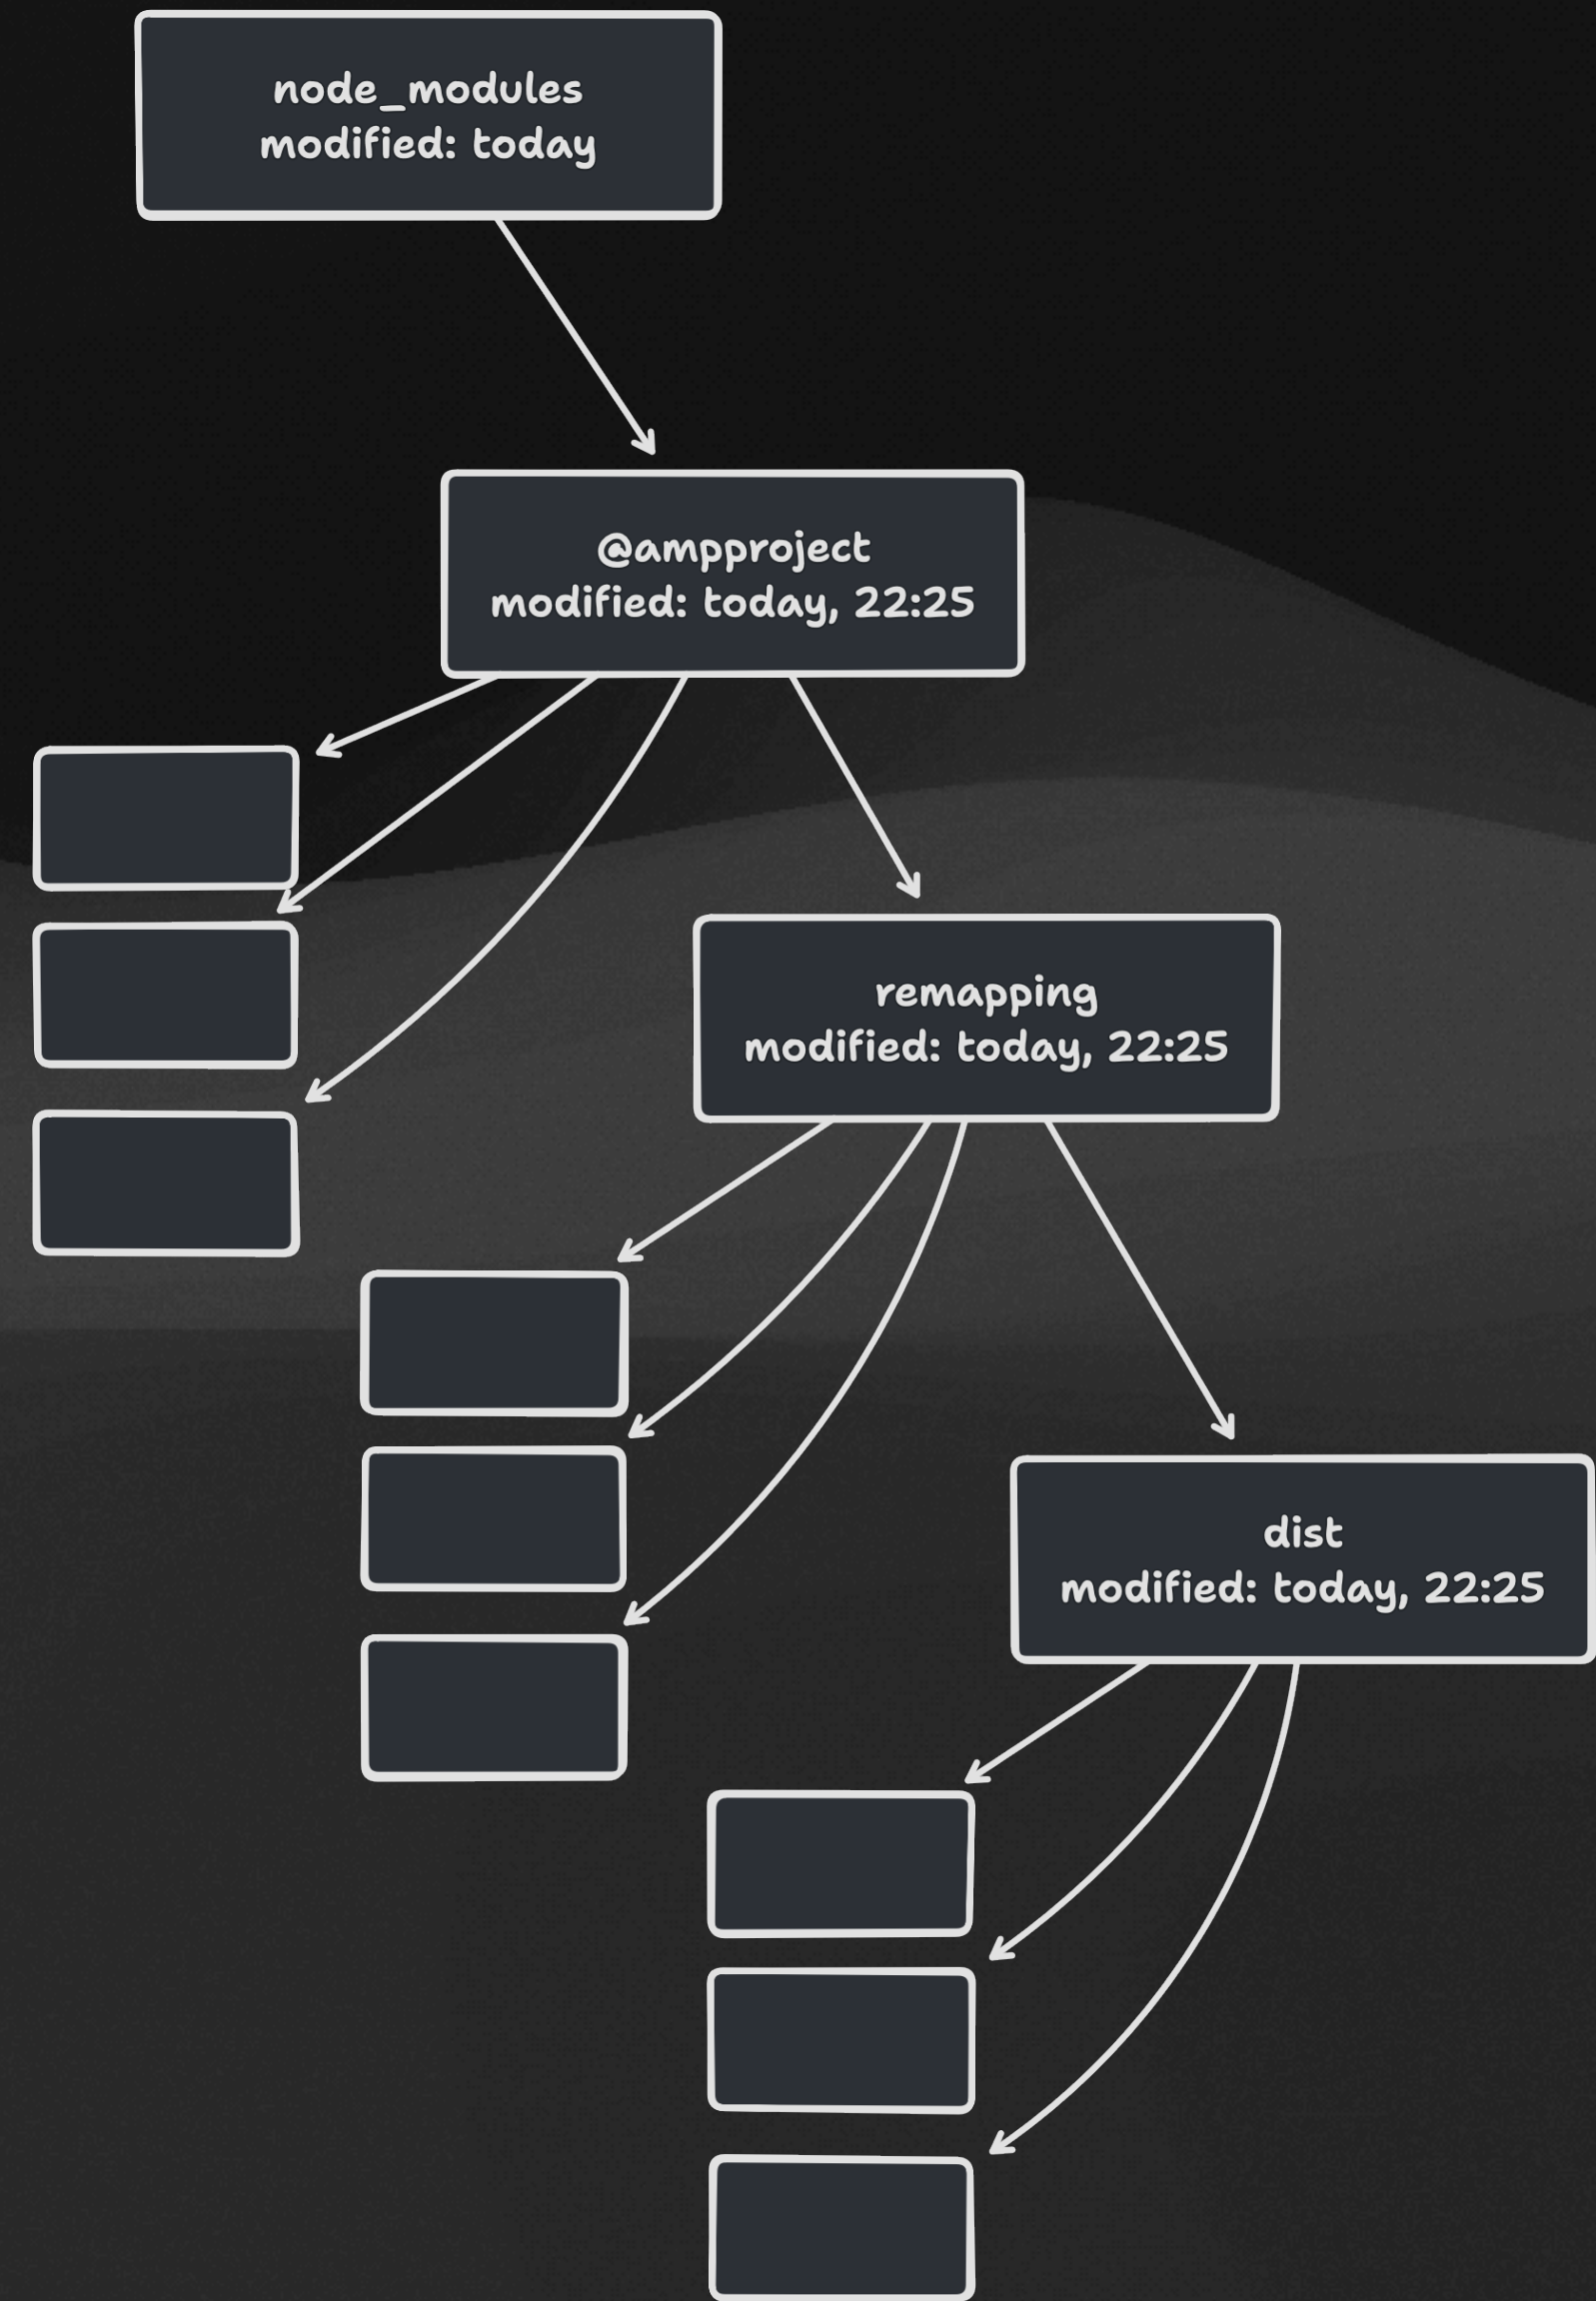 node_modules
modified: today
@ampproject
modified: today, 22:25
remapping
modified: today, 22:25
dist
modified: today, 22:25